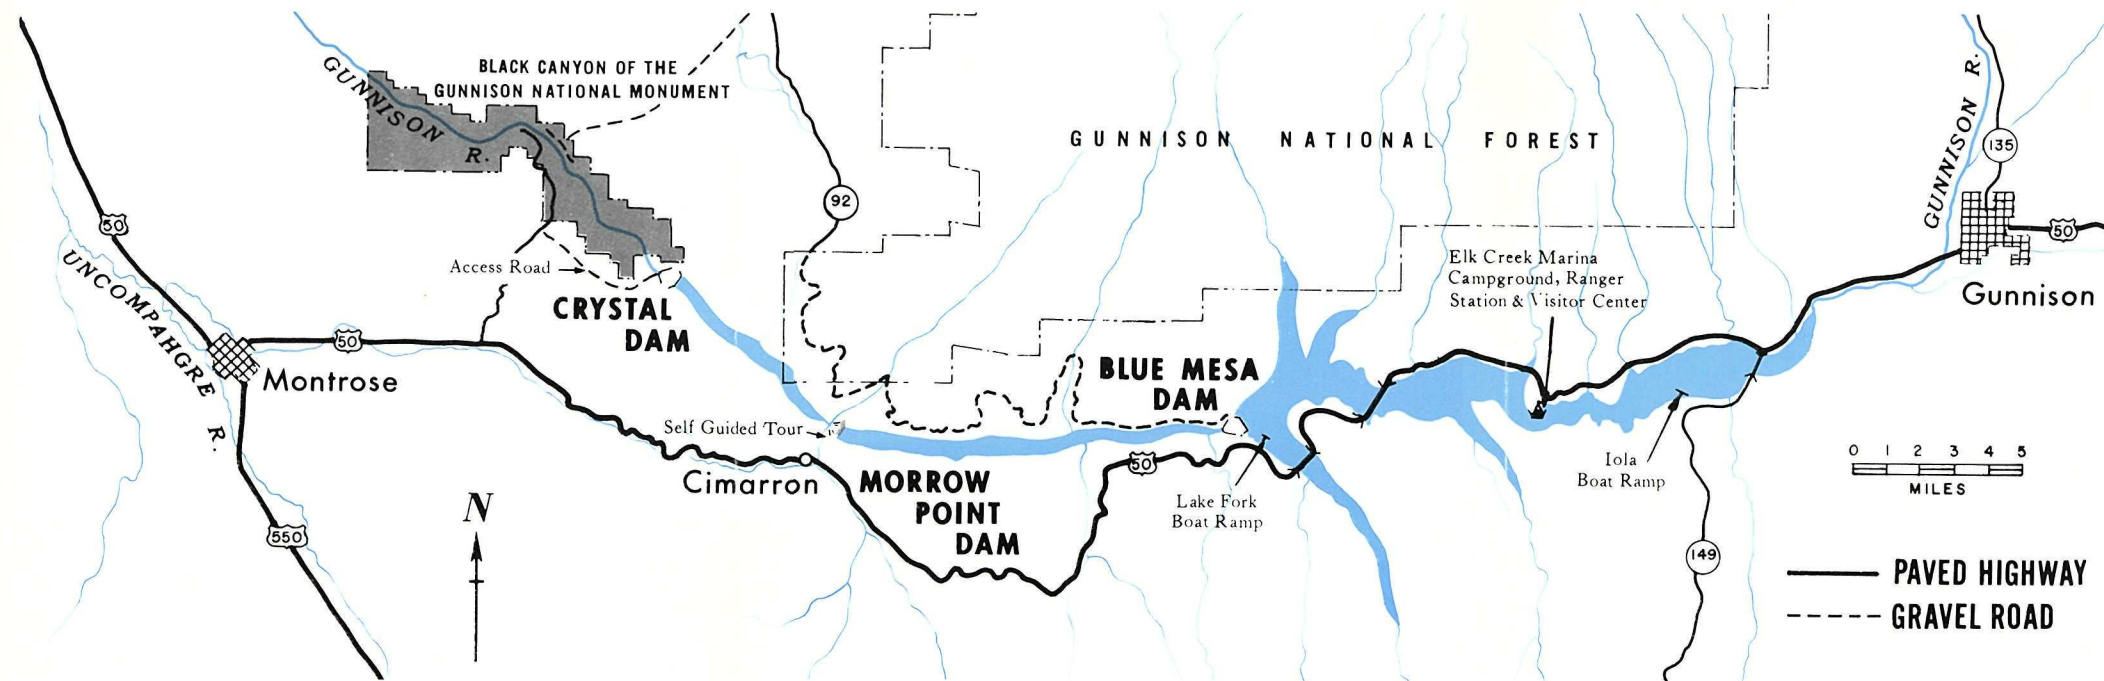 GUNNISON
R.
BLACK CANYON OF THE
GUNNISON NATIONAL MONUMENT
92
GUNNISON NATIONAL FOREST
GUNNISON R.
135
50
50
Gunnison
UNCOMPAHGRE R.
Access Road
CRYSTAL
DAM
Elk Creek Marina
Campground, Ranger
Station & Visitor Center
50
Montrose
BLUE MESA
DAM
Self Guided Tour
Cimarron
MORROW
POINT
DAM
50
Lake Fork
Boat Ramp
Iola
Boat Ramp
0 1 2 3 4 5
MILES
N
550
149
PAVED HIGHWAY
GRAVEL ROAD